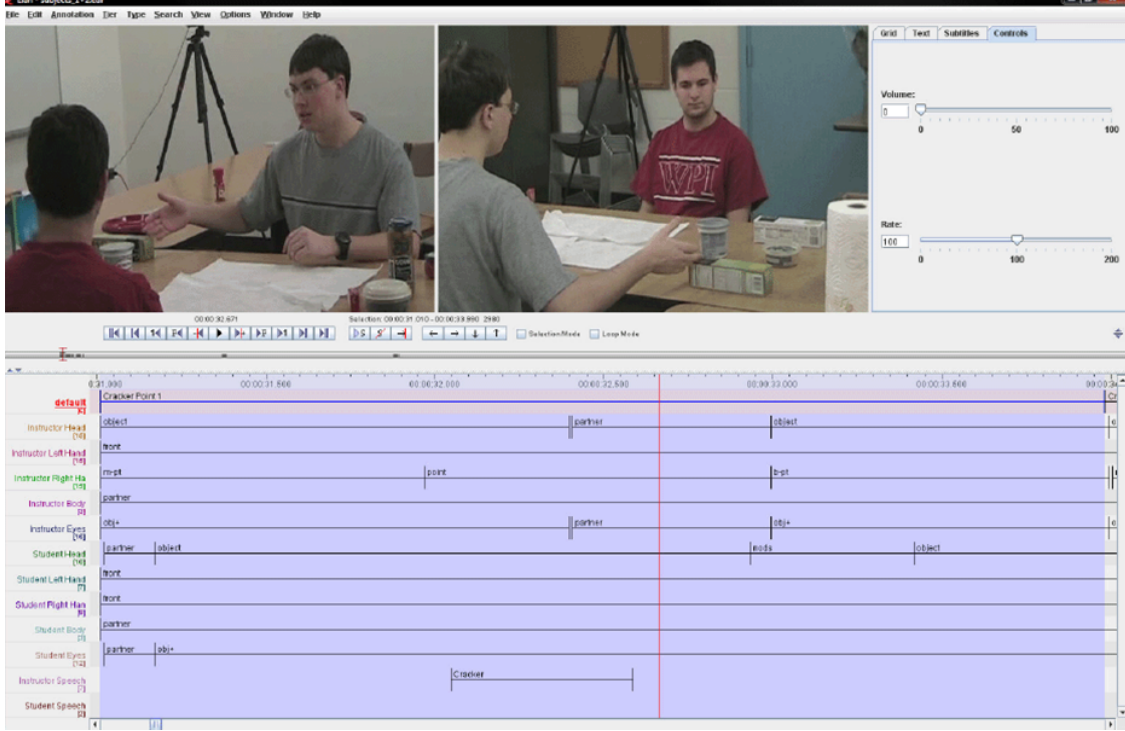 File Edit Annotation Tier Type Search View Options Window Help
Grid Text Subtitles Controls
Volume:
0
0 50 100
WPI
Rate:
100
0 100 200
00:00:32.671 Selection: 00:00:31.010 - 00:00:33.990 2980
Selection Mode Loop Mode
00:00:32.000 00:00:32.500 00:00:33.000
default Cracker Point 1
Instructor Head object partner object
Instructor Left Hand front
Instructor Right Ha m-pt point b-pt
Instructor Body partner
Instructor Eyes obj+ partner obj+
Student Head partner object nods object
Student Left Hand front
Student Right Han front
Student Body partner
Student Eyes partner obj+
Instructor Speech Cracker
Student Speech